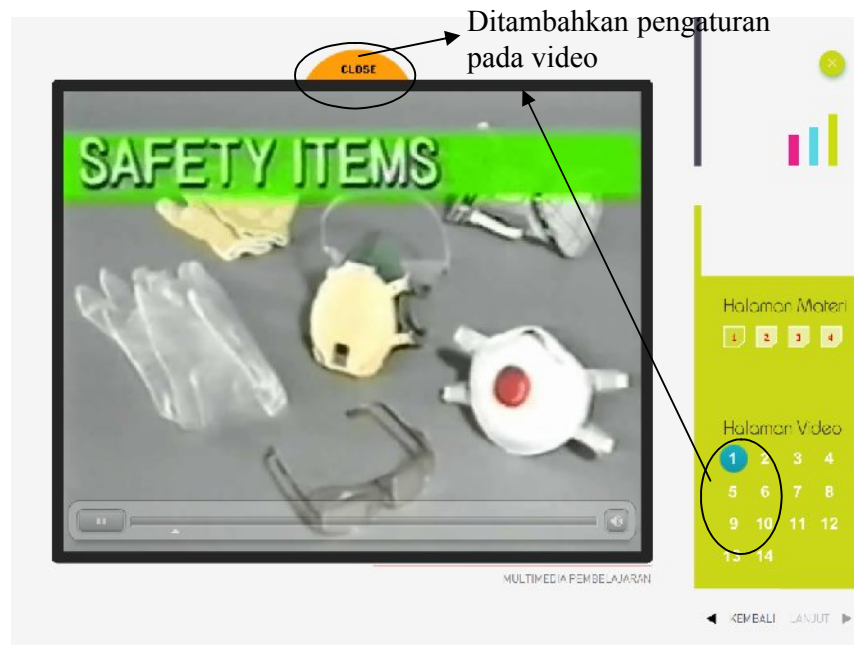 Ditambahkan pengaturan
pada video
CLOSE
SAFETY ITEMS
Halaman Materi
1 2 3 4
Halaman Video
1 2 3 4
5 6 7 8
9 10 11 12
13 14
MULTIMEDIA PEMBELAJARAN
KEMBALI LANJUT